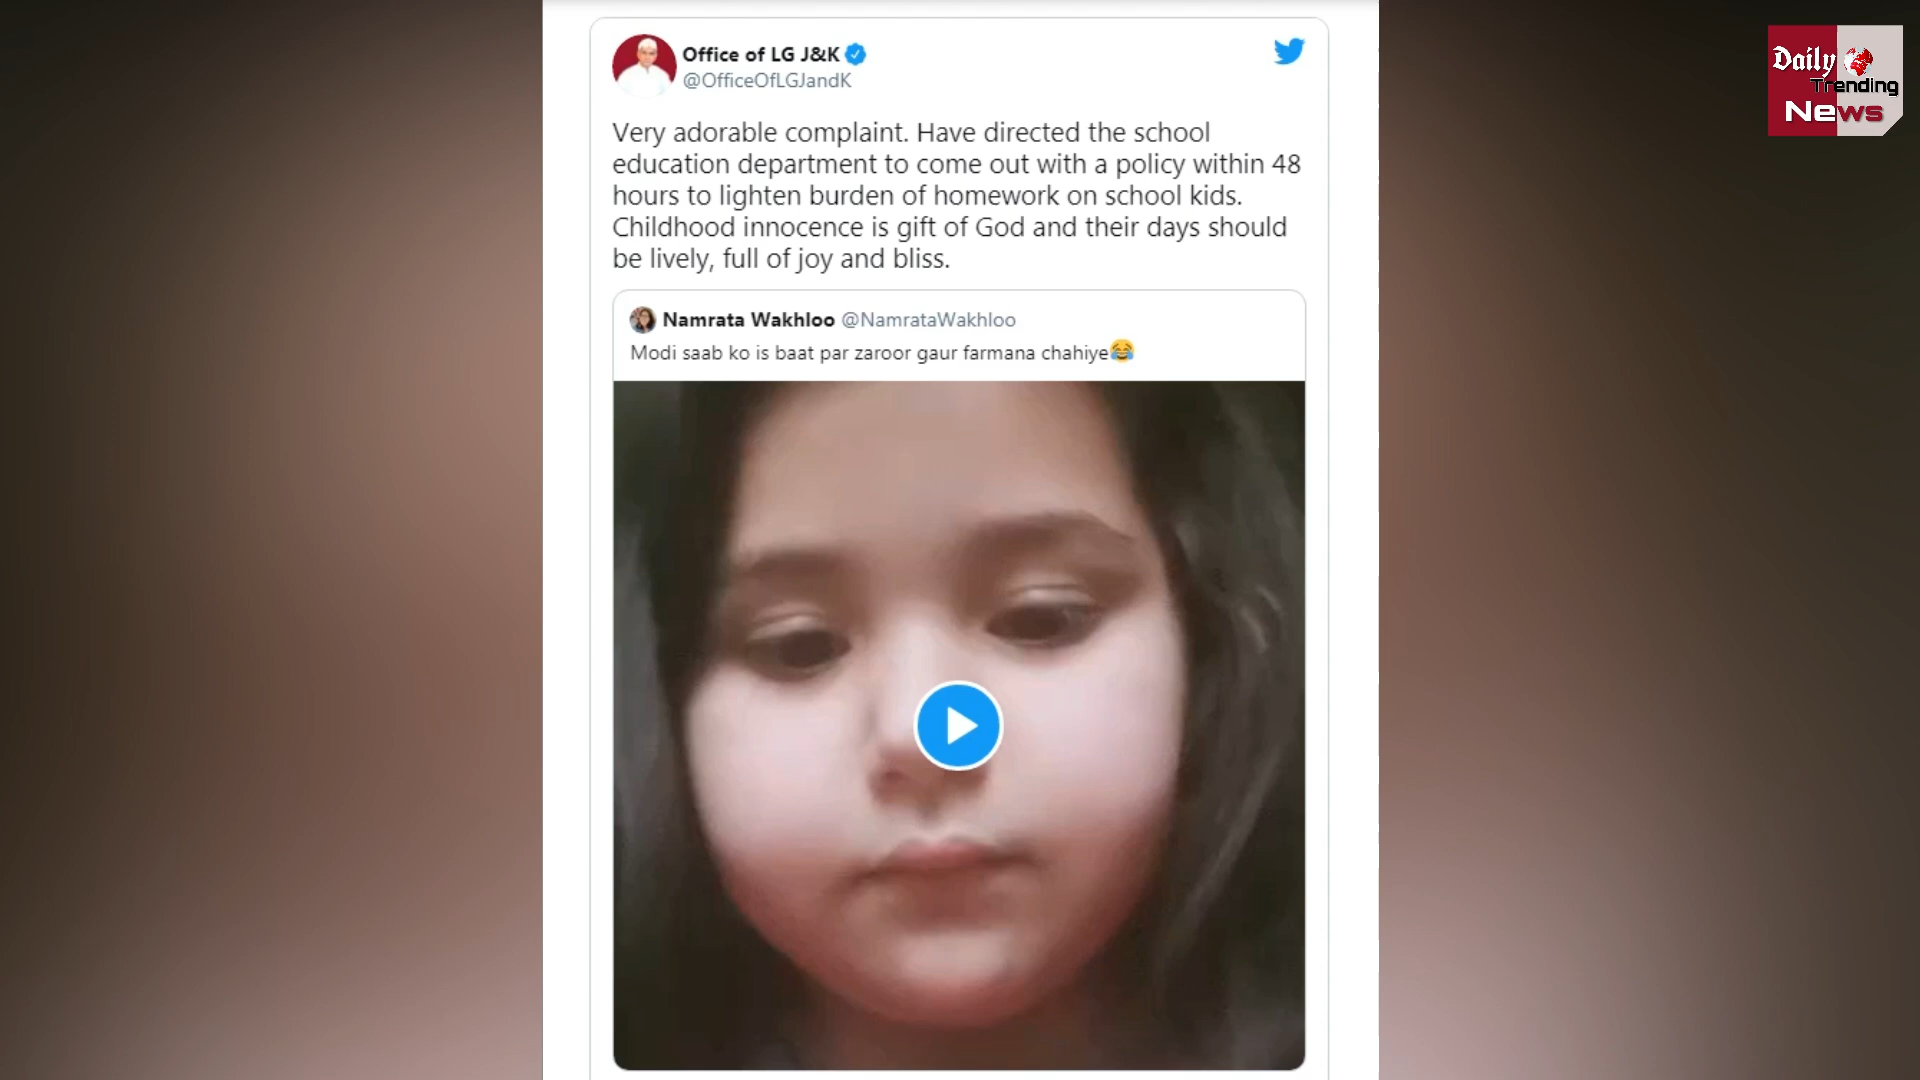 Office of LG J&K
@OfficeOfLGJandK
Very adorable complaint. Have directed the school
education department to come out with a policy within 48
hours to lighten burden of homework on school kids.
Childhood innocence is gift of God and their days should
be lively, full of joy and bliss.
Namrata Wakhloo @NamrataWakhloo
Modi saab ko is baat par zaroor gaur farmana chahiye😂
Daily
Trending
News